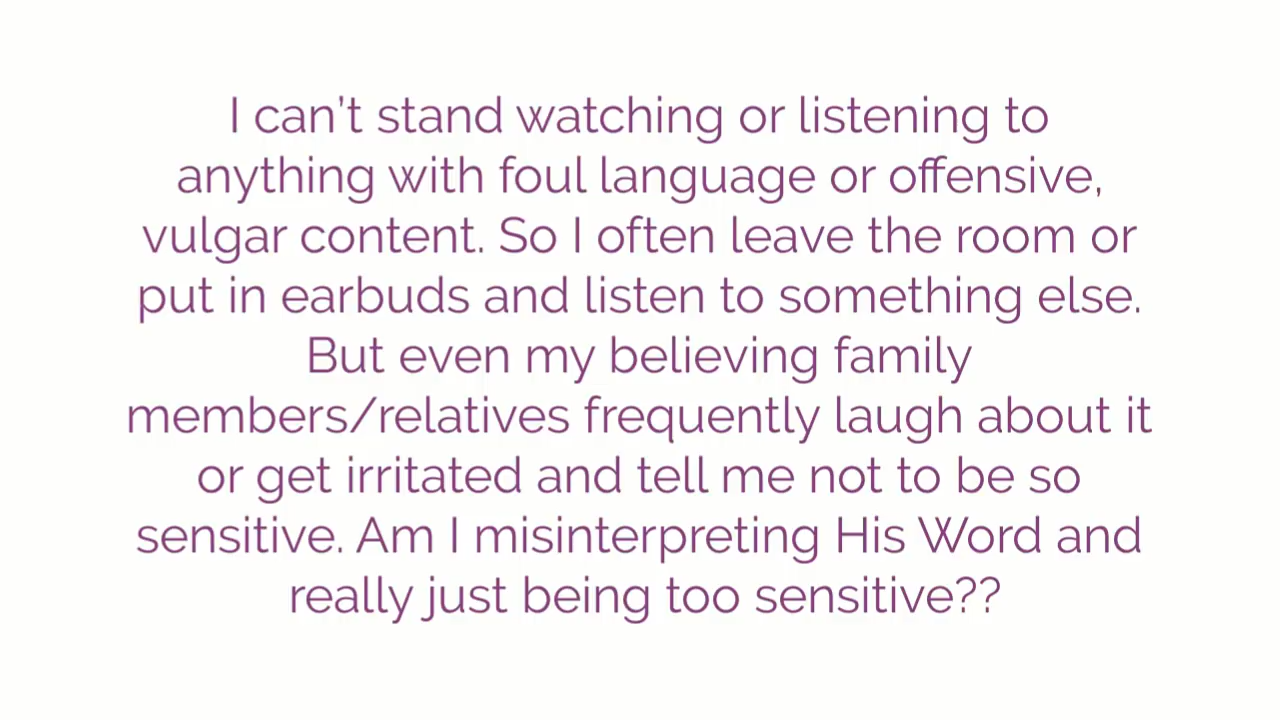 I can’t stand watching or listening to
anything with foul language or offensive,
vulgar content. So I often leave the room or
put in earbuds and listen to something else.
But even my believing family
members/relatives frequently laugh about it
or get irritated and tell me not to be so
sensitive. Am I misinterpreting His Word and
really just being too sensitive??